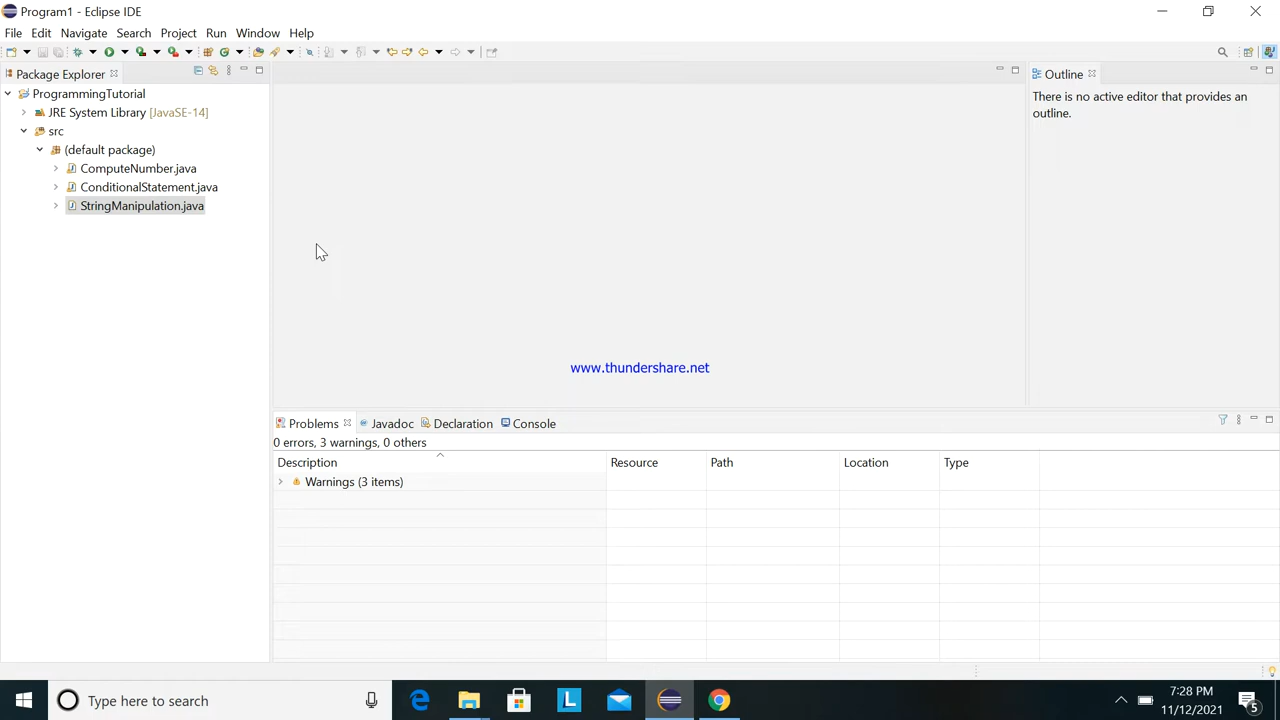 Program1 - Eclipse IDE
File Edit Navigate Search Project Run Window Help
Package Explorer
ProgrammingTutorial
JRE System Library [JavaSE-14]
src
(default package)
ComputeNumber.java
ConditionalStatement.java
StringManipulation.java
www.thundershare.net
Outline
There is no active editor that provides an
outline.
Problems Javadoc Declaration Console
0 errors, 3 warnings, 0 others
Description Resource Path Location Type
Warnings (3 items)
Type here to search
7:28 PM
11/12/2021
5